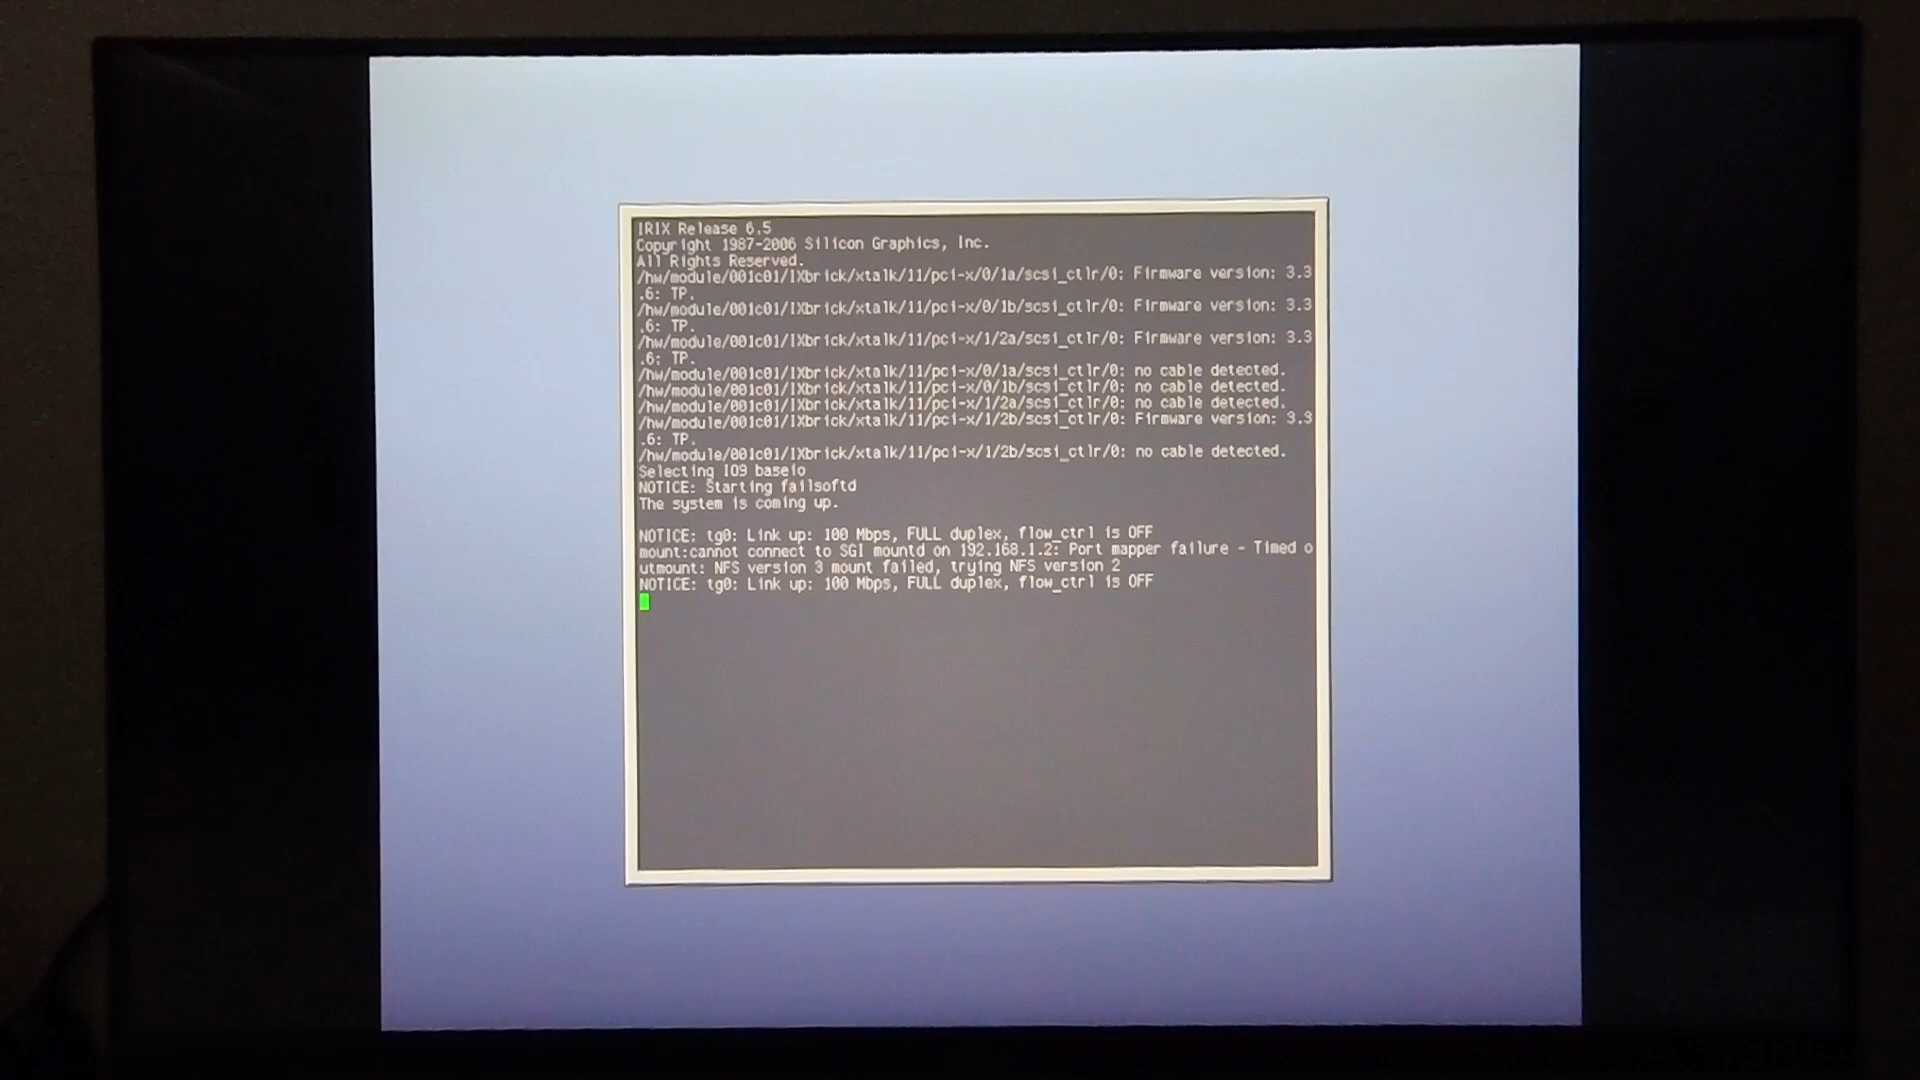 IRIX Release 6.5
Copyright 1987-2006 Silicon Graphics, Inc.
All Rights Reserved.
/hw/module/001c01/IXbrick/xtalk/11/pci-x/0/1a/scsi_ctlr/0: Firmware version: 3.3
.6: TP.
/hw/module/001c01/IXbrick/xtalk/11/pci-x/0/1b/scsi_ctlr/0: Firmware version: 3.3
.6: TP.
/hw/module/001c01/IXbrick/xtalk/11/pci-x/1/2a/scsi_ctlr/0: Firmware version: 3.3
.6: TP.
/hw/module/001c01/IXbrick/xtalk/11/pci-x/0/1a/scsi_ctlr/0: no cable detected.
/hw/module/001c01/IXbrick/xtalk/11/pci-x/0/1b/scsi_ctlr/0: no cable detected.
/hw/module/001c01/IXbrick/xtalk/11/pci-x/1/2a/scsi_ctlr/0: no cable detected.
/hw/module/001c01/IXbrick/xtalk/11/pci-x/1/2b/scsi_ctlr/0: Firmware version: 3.3
.6: TP.
/hw/module/001c01/IXbrick/xtalk/11/pci-x/1/2b/scsi_ctlr/0: no cable detected.
Selecting IO9 baseio
NOTICE: Starting failsoftd
The system is coming up.
NOTICE: tg0: Link up: 100 Mbps, FULL duplex, flow_ctrl is OFF
mount:cannot connect to SGI mountd on 192.168.1.2: Port mapper failure - Timed o
utmount: NFS version 3 mount failed, trying NFS version 2
NOTICE: tg0: Link up: 100 Mbps, FULL duplex, flow_ctrl is OFF